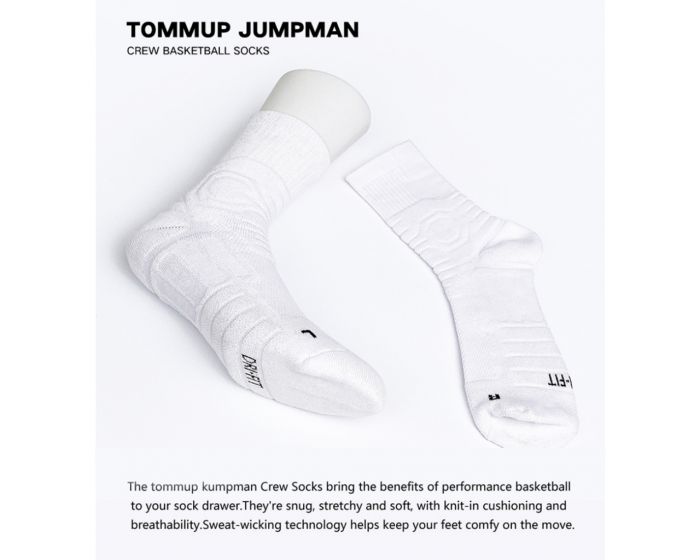 TOMMUP JUMPMAN
CREW BASKETBALL SOCKS
L
DRI-FIT
I-FIT
R
The tommup kumpman Crew Socks bring the benefits of performance basketball
to your sock drawer.They're snug, stretchy and soft, with knit-in cushioning and
breathability.Sweat-wicking technology helps keep your feet comfy on the move.